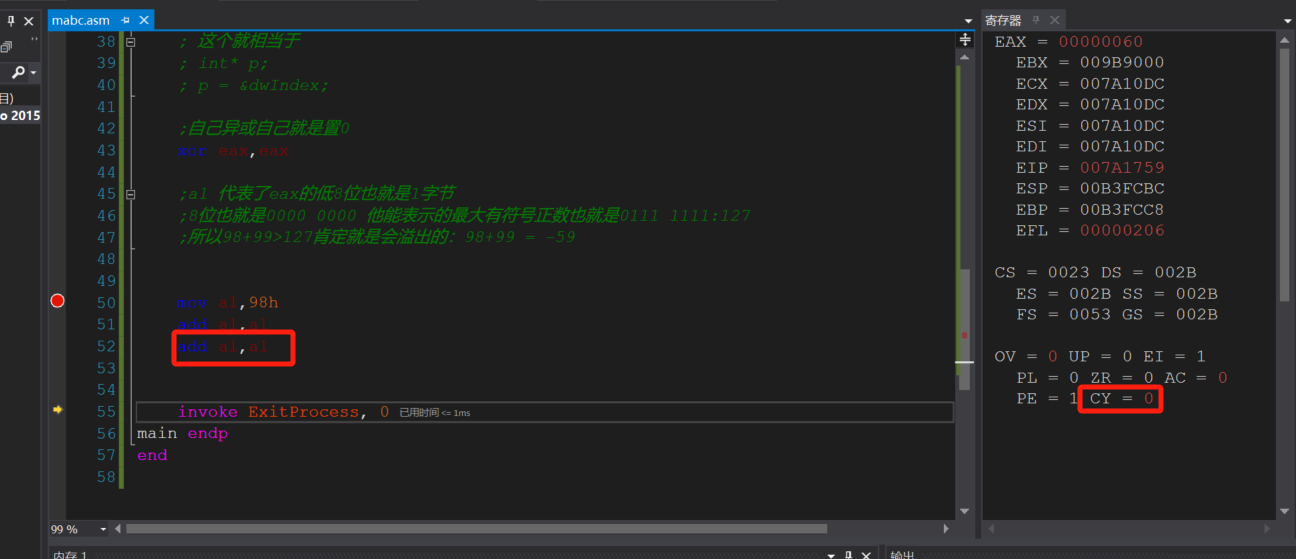 mabc.asm
目)
o 2015
38 ; 这个就相当于
39 ; int* p;
40 ; p = &dwIndex;
41
42 ;自己异或自己就是置0
43 xor eax,eax
44
45 ;al 代表了eax的低8位也就是1字节
46 ;8位也就是0000 0000 他能表示的最大有符号正数也就是0111 1111:127
47 ;所以98+99>127肯定就是会溢出的: 98+99 = -59
48
49
50 mov al,98h
51 add al,al
52 add al,al
53
54
55 invoke ExitProcess, 0 已用时间 <= 1ms
56 main endp
57 end
58
99 %
内存 1
寄存器
EAX = 00000060
EBX = 009B9000
ECX = 007A10DC
EDX = 007A10DC
ESI = 007A10DC
EDI = 007A10DC
EIP = 007A1759
ESP = 00B3FCBC
EBP = 00B3FCC8
EFL = 00000206
CS = 0023 DS = 002B
ES = 002B SS = 002B
FS = 0053 GS = 002B
OV = 0 UP = 0 EI = 1
PL = 0 ZR = 0 AC = 0
PE = 1 CY = 0
输出